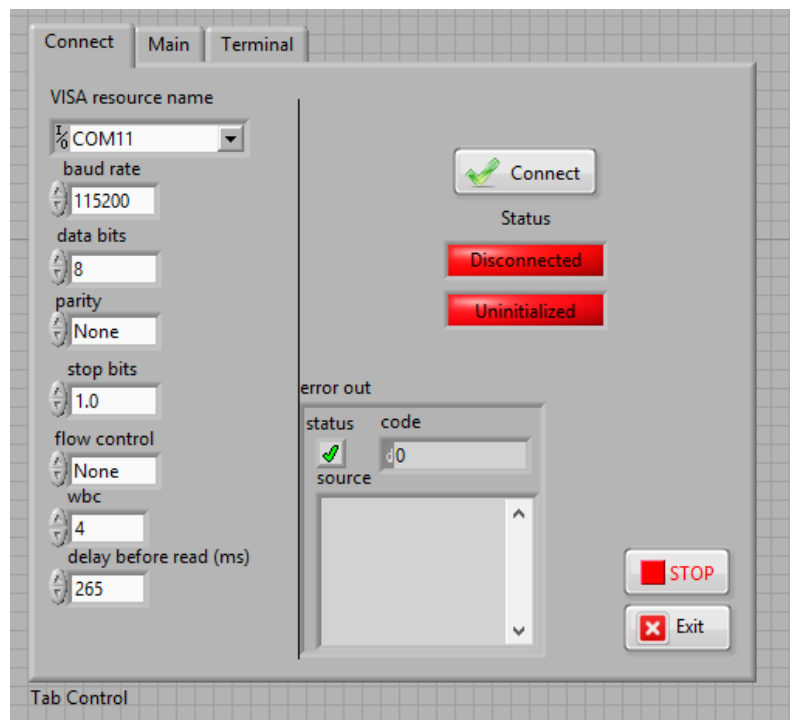 Connect
Main
Terminal
VISA resource name
I/O COM11
baud rate
115200
data bits
8
parity
None
stop bits
1.0
flow control
None
wbc
4
delay before read (ms)
265
Connect
Status
Disconnected
Uninitialized
error out
status code
d 0
source
STOP
Exit
Tab Control